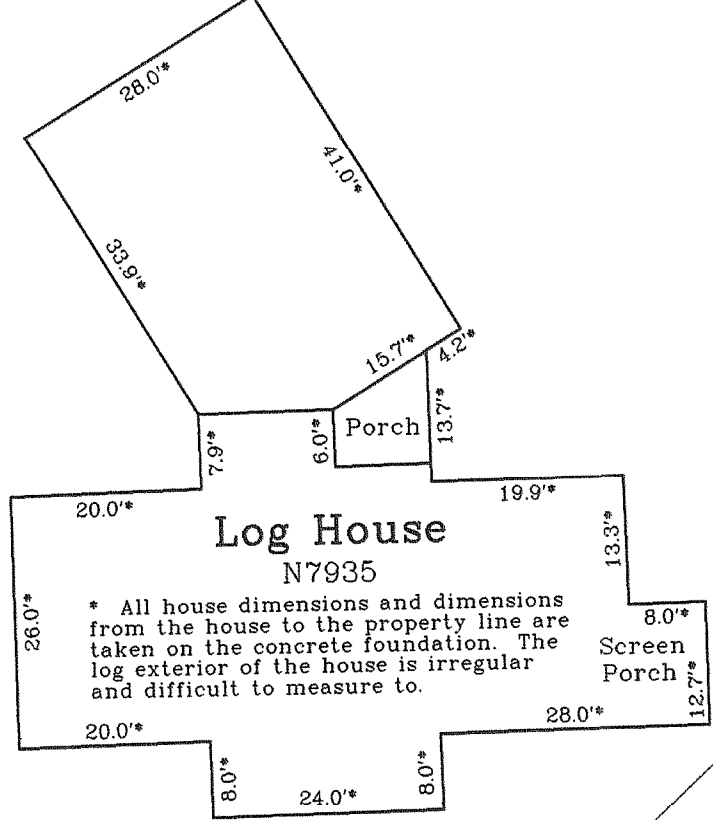 28.0'*
41.0'*
33.9'*
15.7'*
4.2'*
7.9'*
6.0'*
Porch
13.7'*
20.0'*
19.9'*
Log House
N7935
13.3'*
26.0'*
* All house dimensions and dimensions
from the house to the property line are
taken on the concrete foundation. The
log exterior of the house is irregular
and difficult to measure to.
8.0'*
Screen
Porch
12.7'*
20.0'*
28.0'*
8.0'*
24.0'*
8.0'*